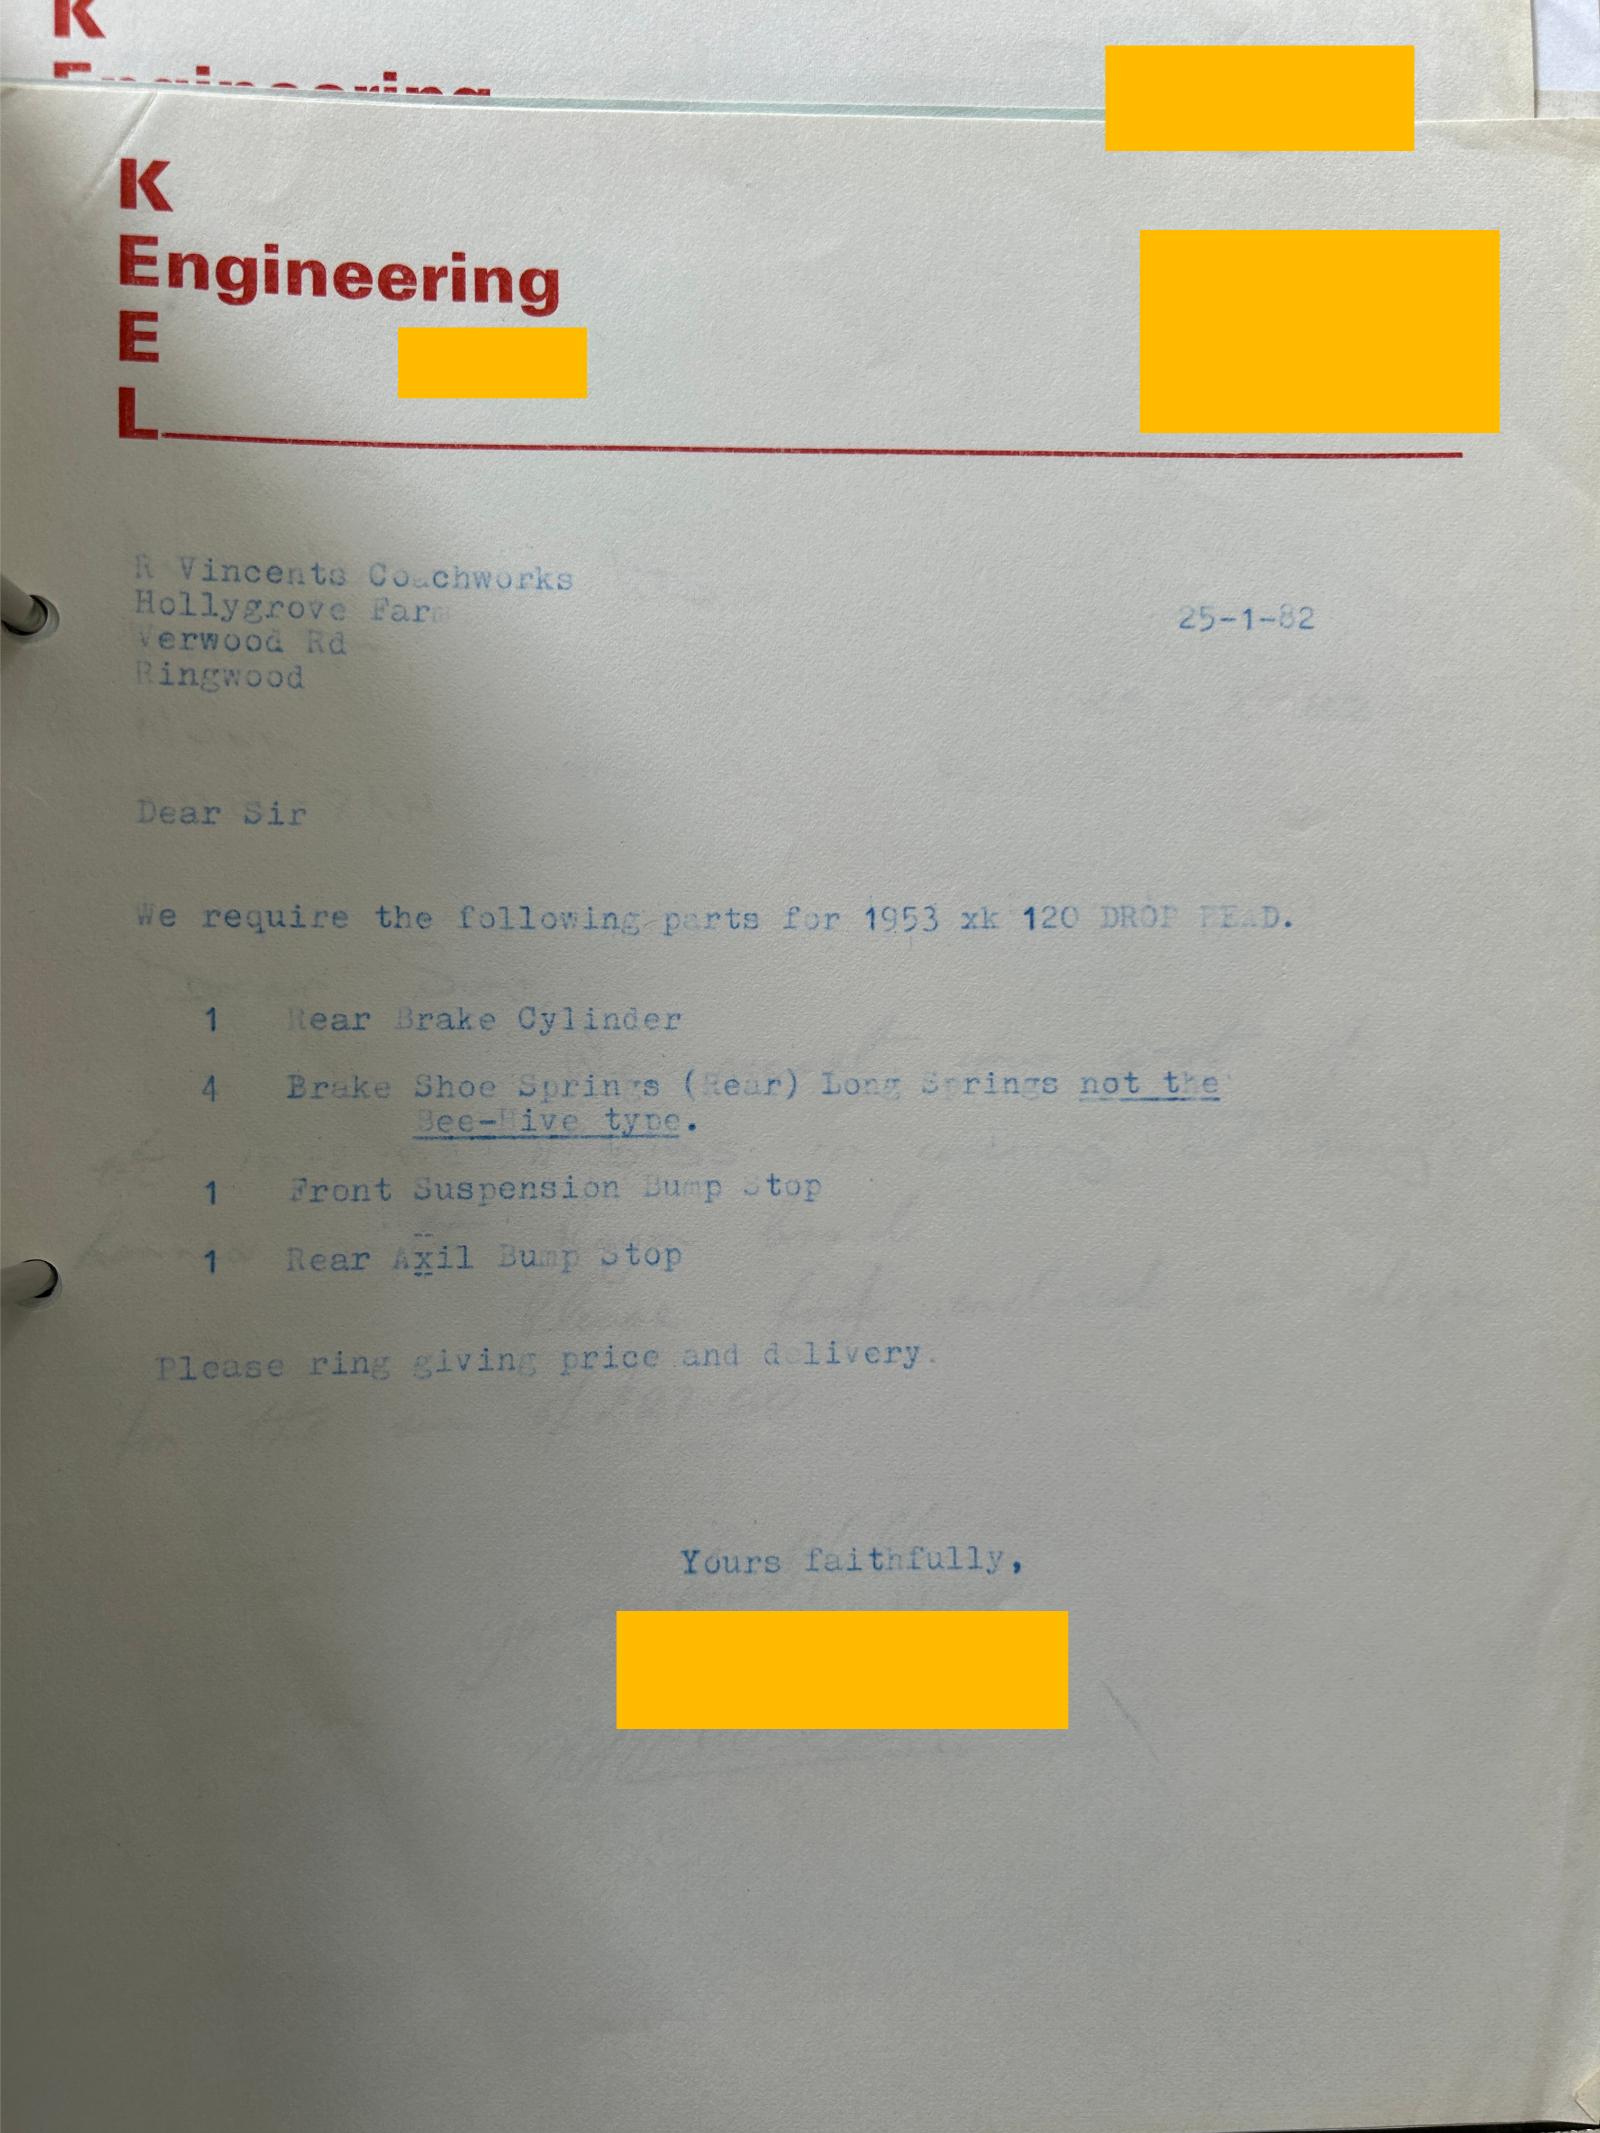 K
Engineering
K
Engineering
E
L
R Vincents Coachworks
Hollygrove Farm
Verwood Rd
Ringwood
25-1-82
Dear Sir
We require the following parts for 1953 xk 120 DROP HEAD.
1 Rear Brake Cylinder
4 Brake Shoe Springs (Rear) Long Springs not the
Bee-Hive type.
1 Front Suspension Bump Stop
1 Rear Axil Bump Stop
Please ring giving price and delivery.
Yours faithfully,